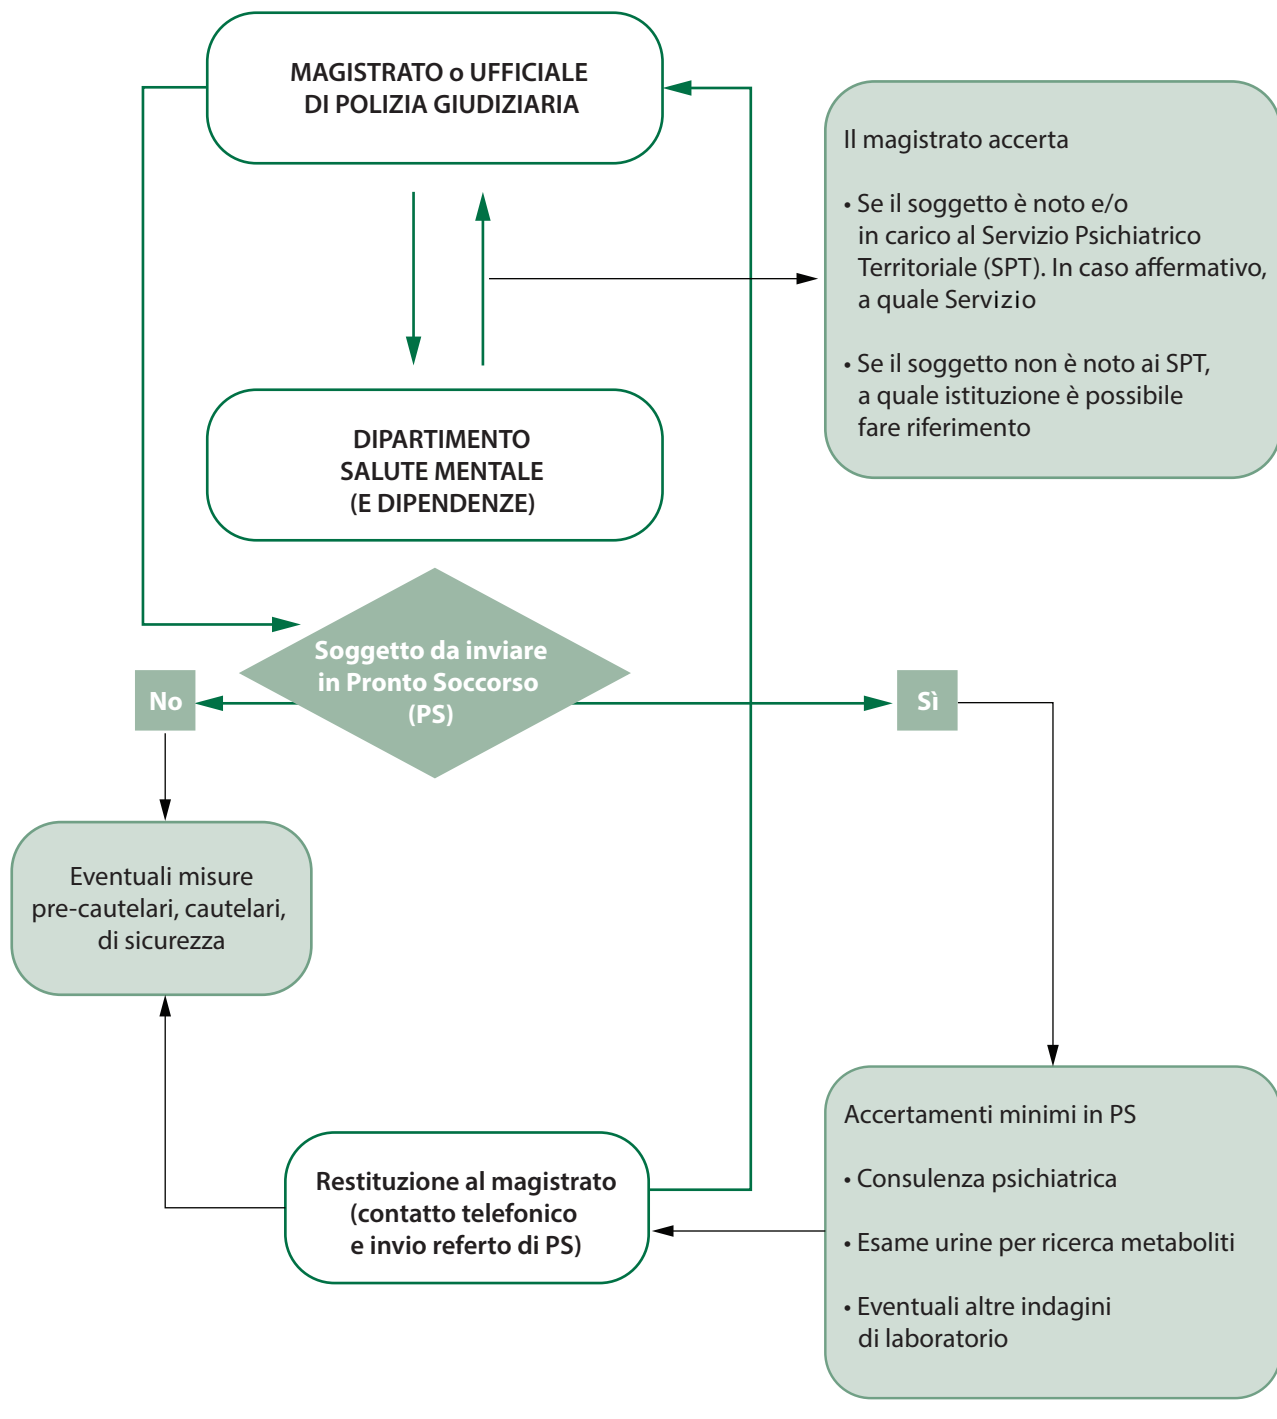 MAGISTRATO o UFFICIALE
DI POLIZIA GIUDIZIARIA
Il magistrato accerta
• Se il soggetto è noto e/o
in carico al Servizio Psichiatrico
Territoriale (SPT). In caso affermativo,
a quale Servizio
• Se il soggetto non è noto ai SPT,
a quale istituzione è possibile
fare riferimento
DIPARTIMENTO
SALUTE MENTALE
(E DIPENDENZE)
Soggetto da inviare
in Pronto Soccorso
(PS)
No
Sì
Eventuali misure
pre-cautelari, cautelari,
di sicurezza
Accertamenti minimi in PS
• Consulenza psichiatrica
• Esame urine per ricerca metaboliti
• Eventuali altre indagini
di laboratorio
Restituzione al magistrato
(contatto telefonico
e invio referto di PS)